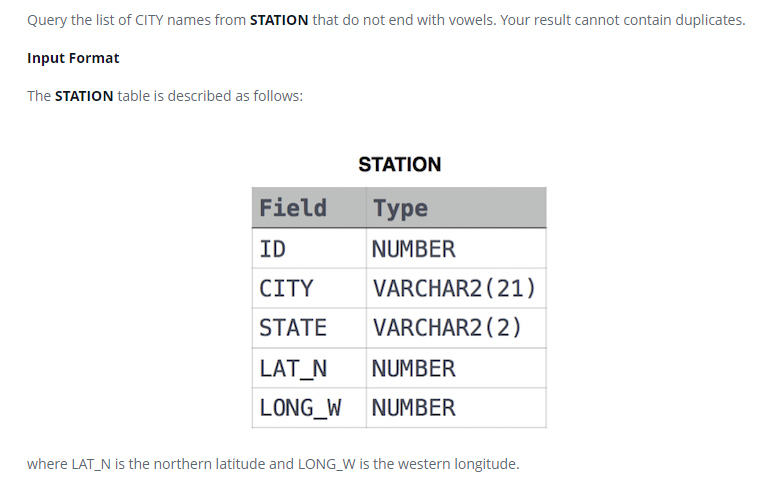 Query the list of CITY names from STATION that do not end with vowels. Your result cannot contain duplicates.
Input Format
The STATION table is described as follows:
STATION
Field Type
ID NUMBER
CITY VARCHAR2(21)
STATE VARCHAR2(2)
LAT_N NUMBER
LONG_W NUMBER
where LAT_N is the northern latitude and LONG_W is the western longitude.